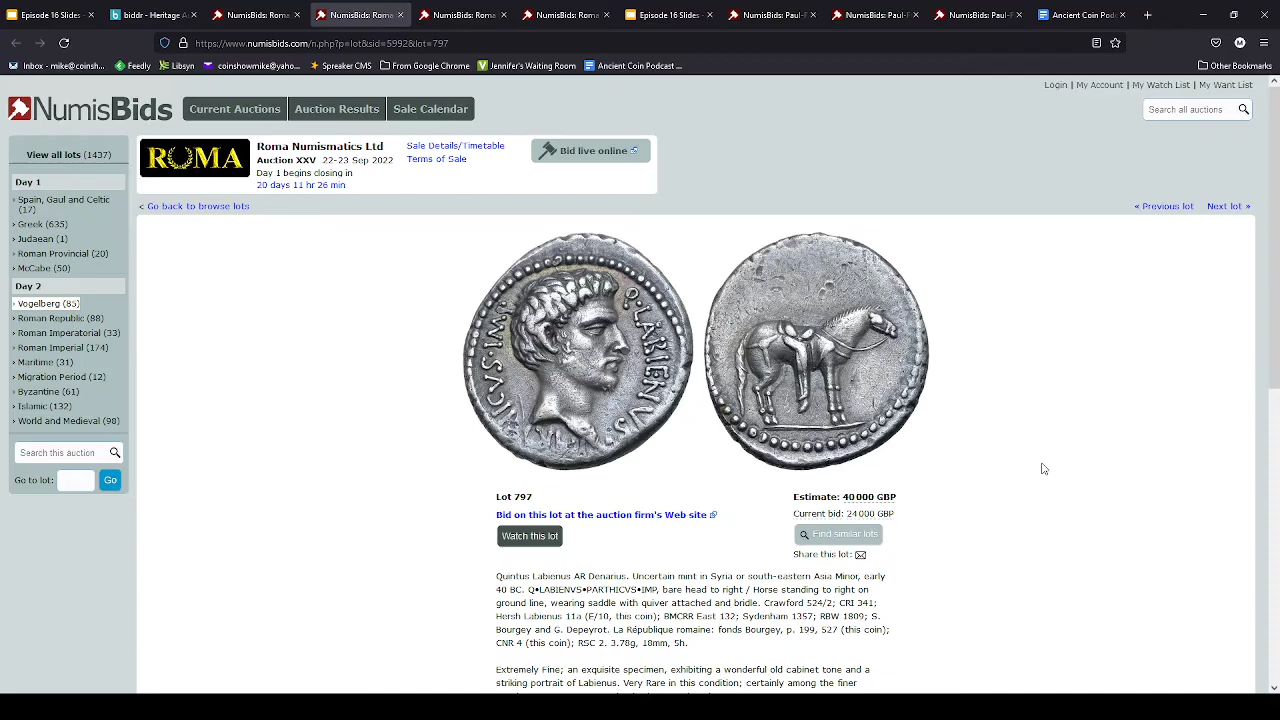 Episode 16 Slides -
biddr - Heritage A
NumisBids: Roma
NumisBids: Roma
NumisBids: Roma
NumisBids: Roma
Episode 16 Slides -
NumisBids: Paul-F
NumisBids: Paul-F
NumisBids: Paul-F
Ancient Coin Podc
https://www.numisbids.com/n.php?p=lot&sid=5992&lot=797
Inbox - mike@coinsh...
Feedly
Libsyn
coinshowmike@yaho...
Spreaker CMS
From Google Chrome
Jennifer's Waiting Room
Ancient Coin Podcast ...
Other Bookmarks
Login | My Account | My Watch List | My Want List
NumisBids
Current Auctions
Auction Results
Sale Calendar
Search all auctions
View all lots (1437)
Day 1
Spain, Gaul and Celtic
(17)
Greek (635)
Judaean (1)
Roman Provincial (20)
McCabe (50)
Day 2
Vogelberg (85)
Roman Republic (88)
Roman Imperatorial (33)
Roman Imperial (174)
Maritime (31)
Migration Period (12)
Byzantine (61)
Islamic (132)
World and Medieval (98)
Search this auction
Go to lot:
Go
ROMA
Roma Numismatics Ltd
Auction XXV 22-23 Sep 2022
Day 1 begins closing in
20 days 11 hr 26 min
Sale Details/Timetable
Terms of Sale
Bid live online
< Go back to browse lots
« Previous lot
Next lot »
Q·LABIENVS
ICVS·IMP
Lot 797
Bid on this lot at the auction firm's Web site
Watch this lot
Estimate: 40 000 GBP
Current bid: 24 000 GBP
Find similar lots
Share this lot:
Quintus Labienus AR Denarius. Uncertain mint in Syria or south-eastern Asia Minor, early
40 BC. Q•LABIENVS•PARTHICVS•IMP, bare head to right / Horse standing to right on
ground line, wearing saddle with quiver attached and bridle. Crawford 524/2; CRI 341;
Hersh Labienus 11a (E/10, this coin); BMCRR East 132; Sydenham 1357; RBW 1809; S.
Bourgey and G. Depeyrot. La République romaine: fonds Bourgey, p. 199, 527 (this coin);
CNR 4 (this coin); RSC 2. 3.78g, 18mm, 5h.
Extremely Fine; an exquisite specimen, exhibiting a wonderful old cabinet tone and a
striking portrait of Labienus. Very Rare in this condition; certainly among the finer